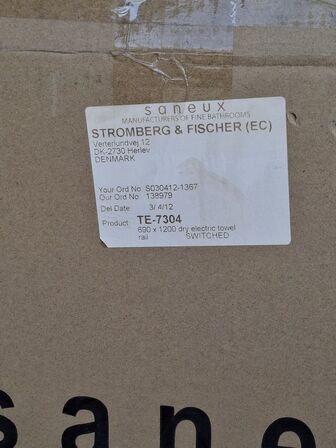 saneux
MANUFACTURERS OF FINE BATHROOMS
STROMBERG & FISCHER (EC)
Verterlundvej 12
DK-2730 Herlev
DENMARK
Your Ord No. S030412-1367
Our Ord No. 138979
Del Date 3/ 4/12
Product: TE-7304
690 x 1200 dry electric towel
rail SWITCHED
sane